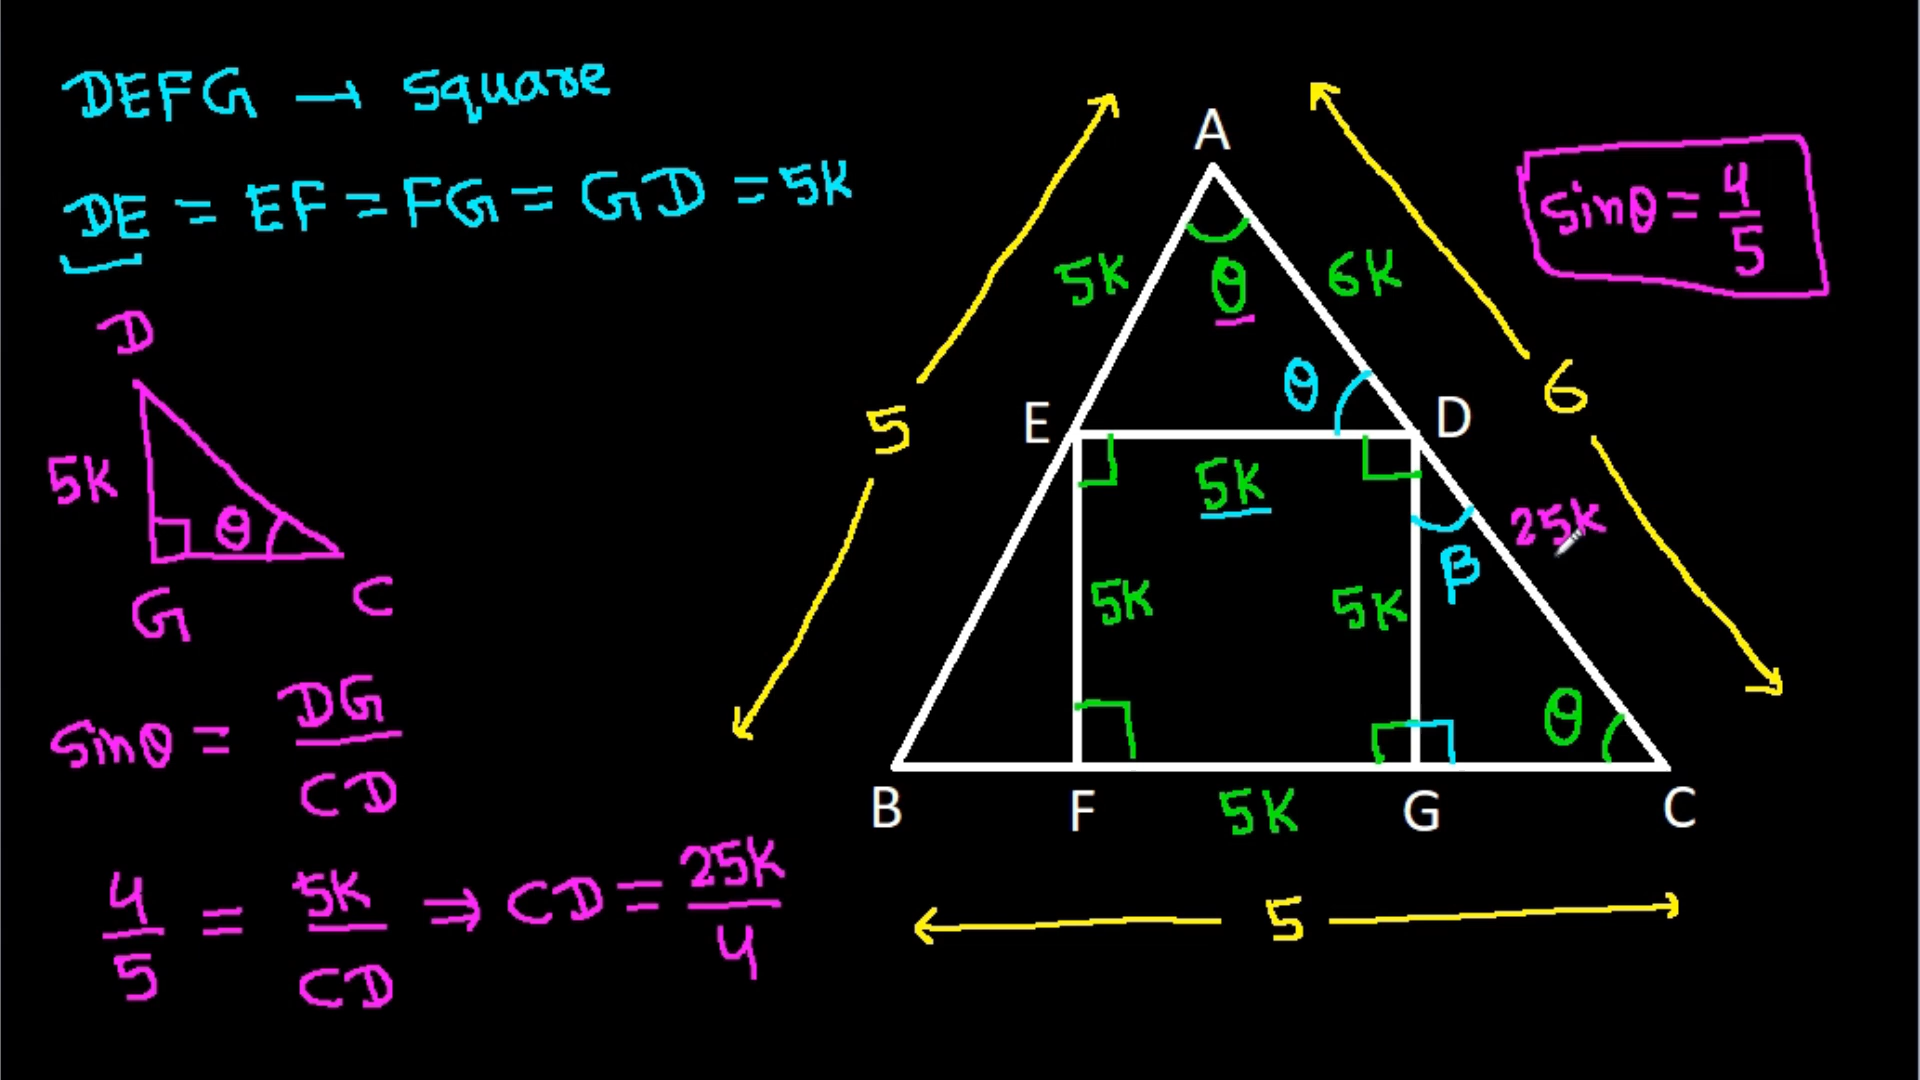 DEFG → square
DE = EF = FG = GD = 5K
D
5K
θ
G
C
sinθ = DG/CD
4/5 = 5K/CD ⇒ CD = 25K/4
A
sinθ = 4/5
5K
θ
6K
θ
6
E
D
5
5K
25K
β
5K
5K
θ
B
F
5K
G
C
5